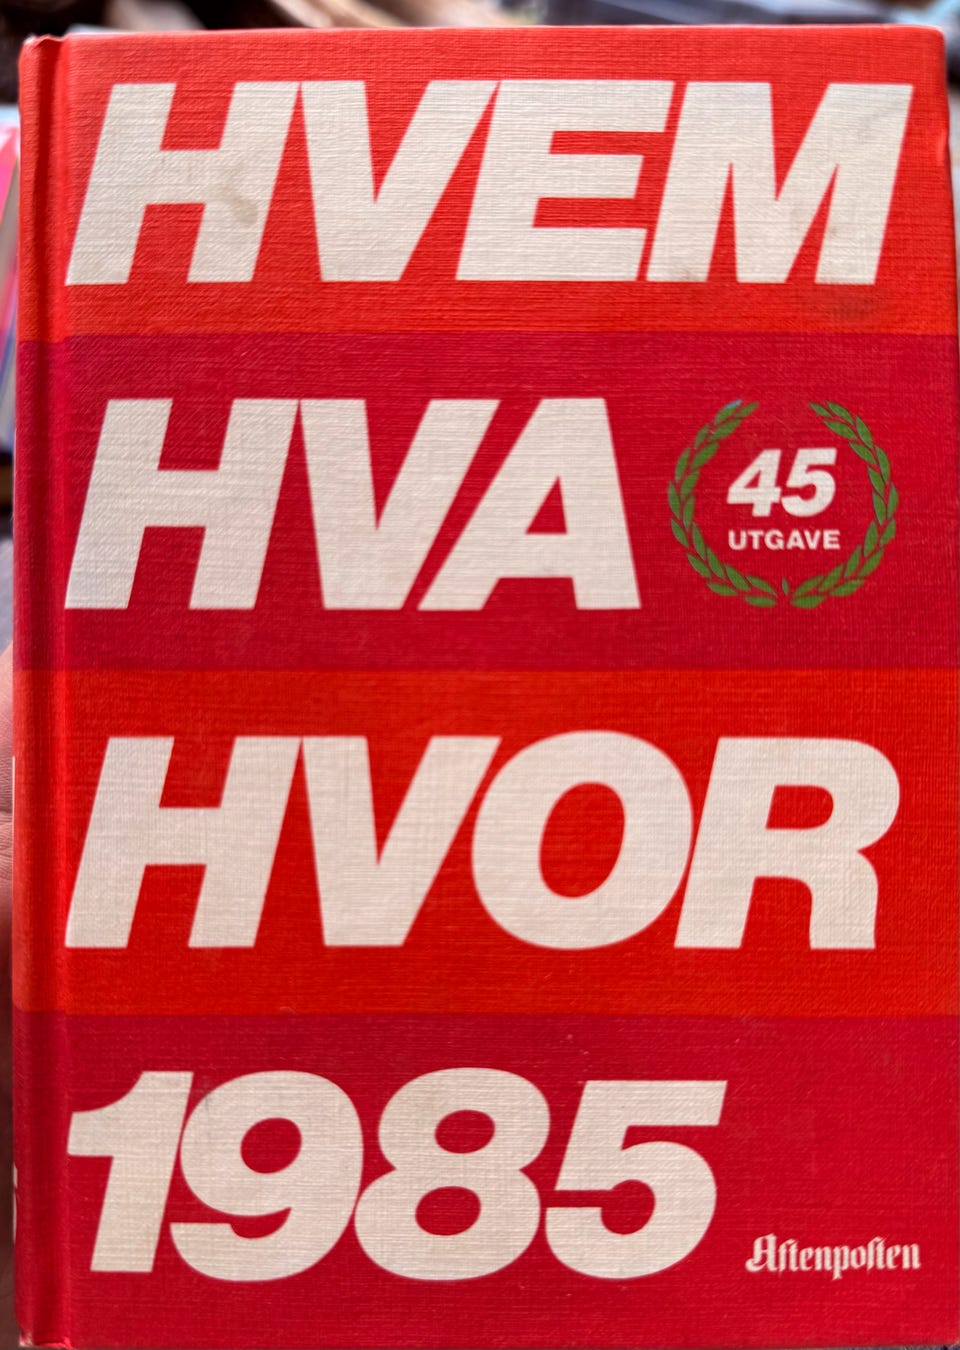 HVEM
HVA
45
UTGAVE
HVOR
1985
Aftenposten